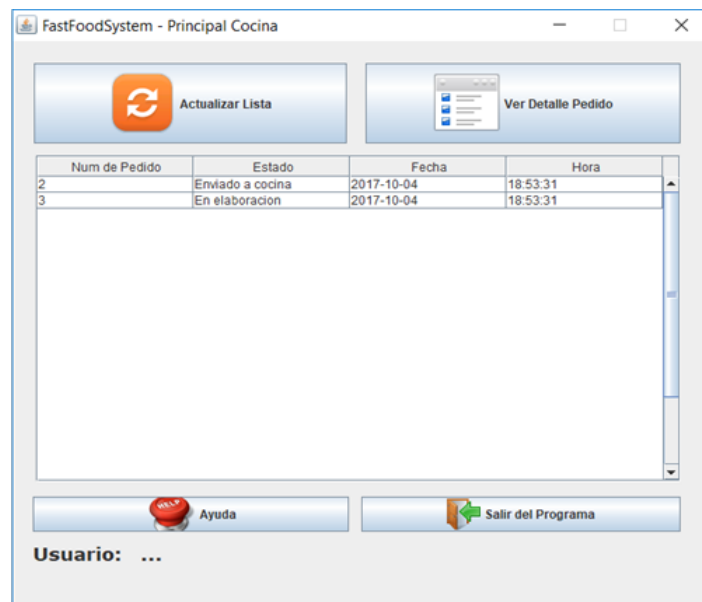 FastFoodSystem - Principal Cocina
Actualizar Lista
Ver Detalle Pedido
Num de Pedido Estado Fecha Hora
2 Enviado a cocina 2017-10-04 18:53:31
3 En elaboracion 2017-10-04 18:53:31
HELP
Ayuda
Salir del Programa
Usuario: ...